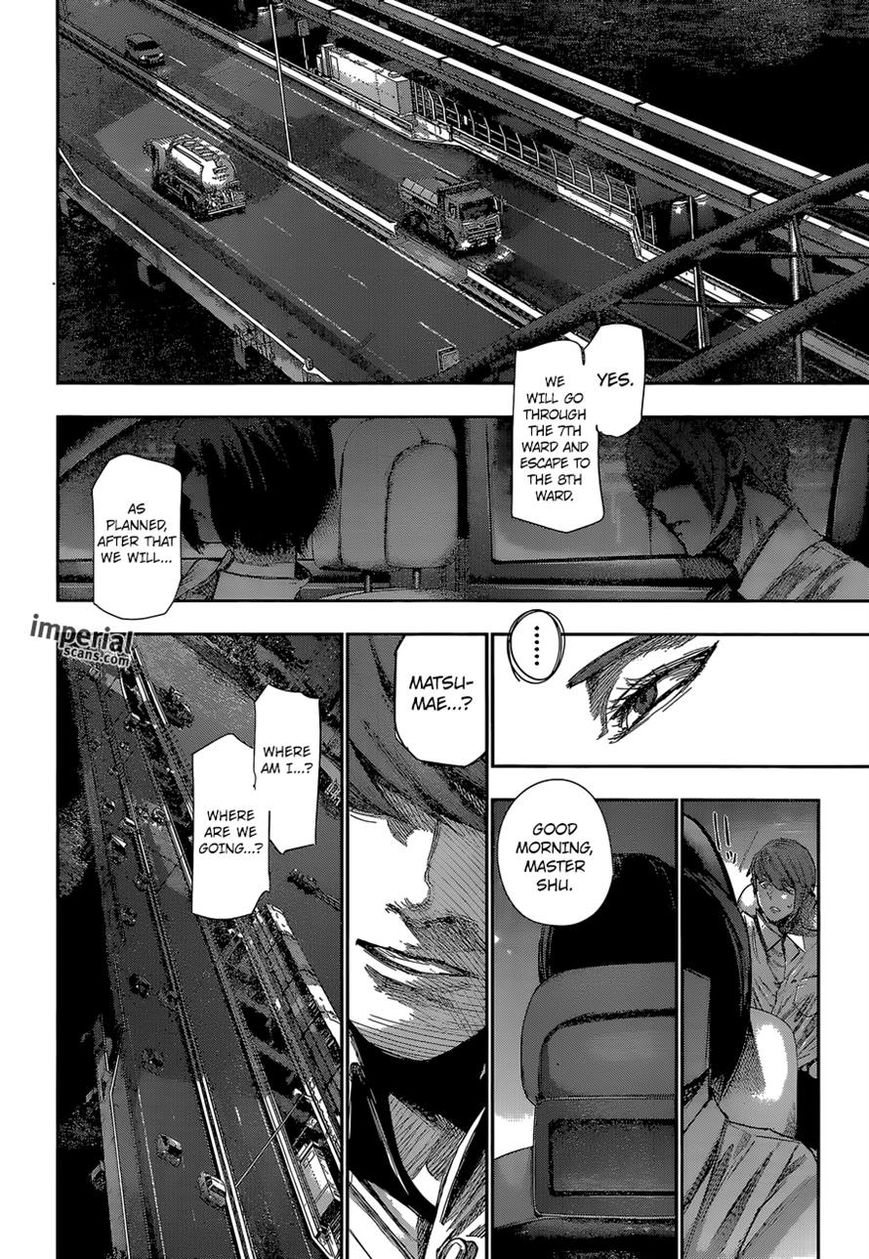 YES.
WE
WILL GO
THROUGH
THE 7TH
WARD AND
ESCAPE TO
THE 8TH
WARD.
AS
PLANNED,
AFTER THAT
WE WILL...
imperial
scans.com
......
GOOD
MORNING,
MASTER
SHU.
MATSU-
MAE...?
WHERE
AM I...?
WHERE
ARE WE
GOING...?